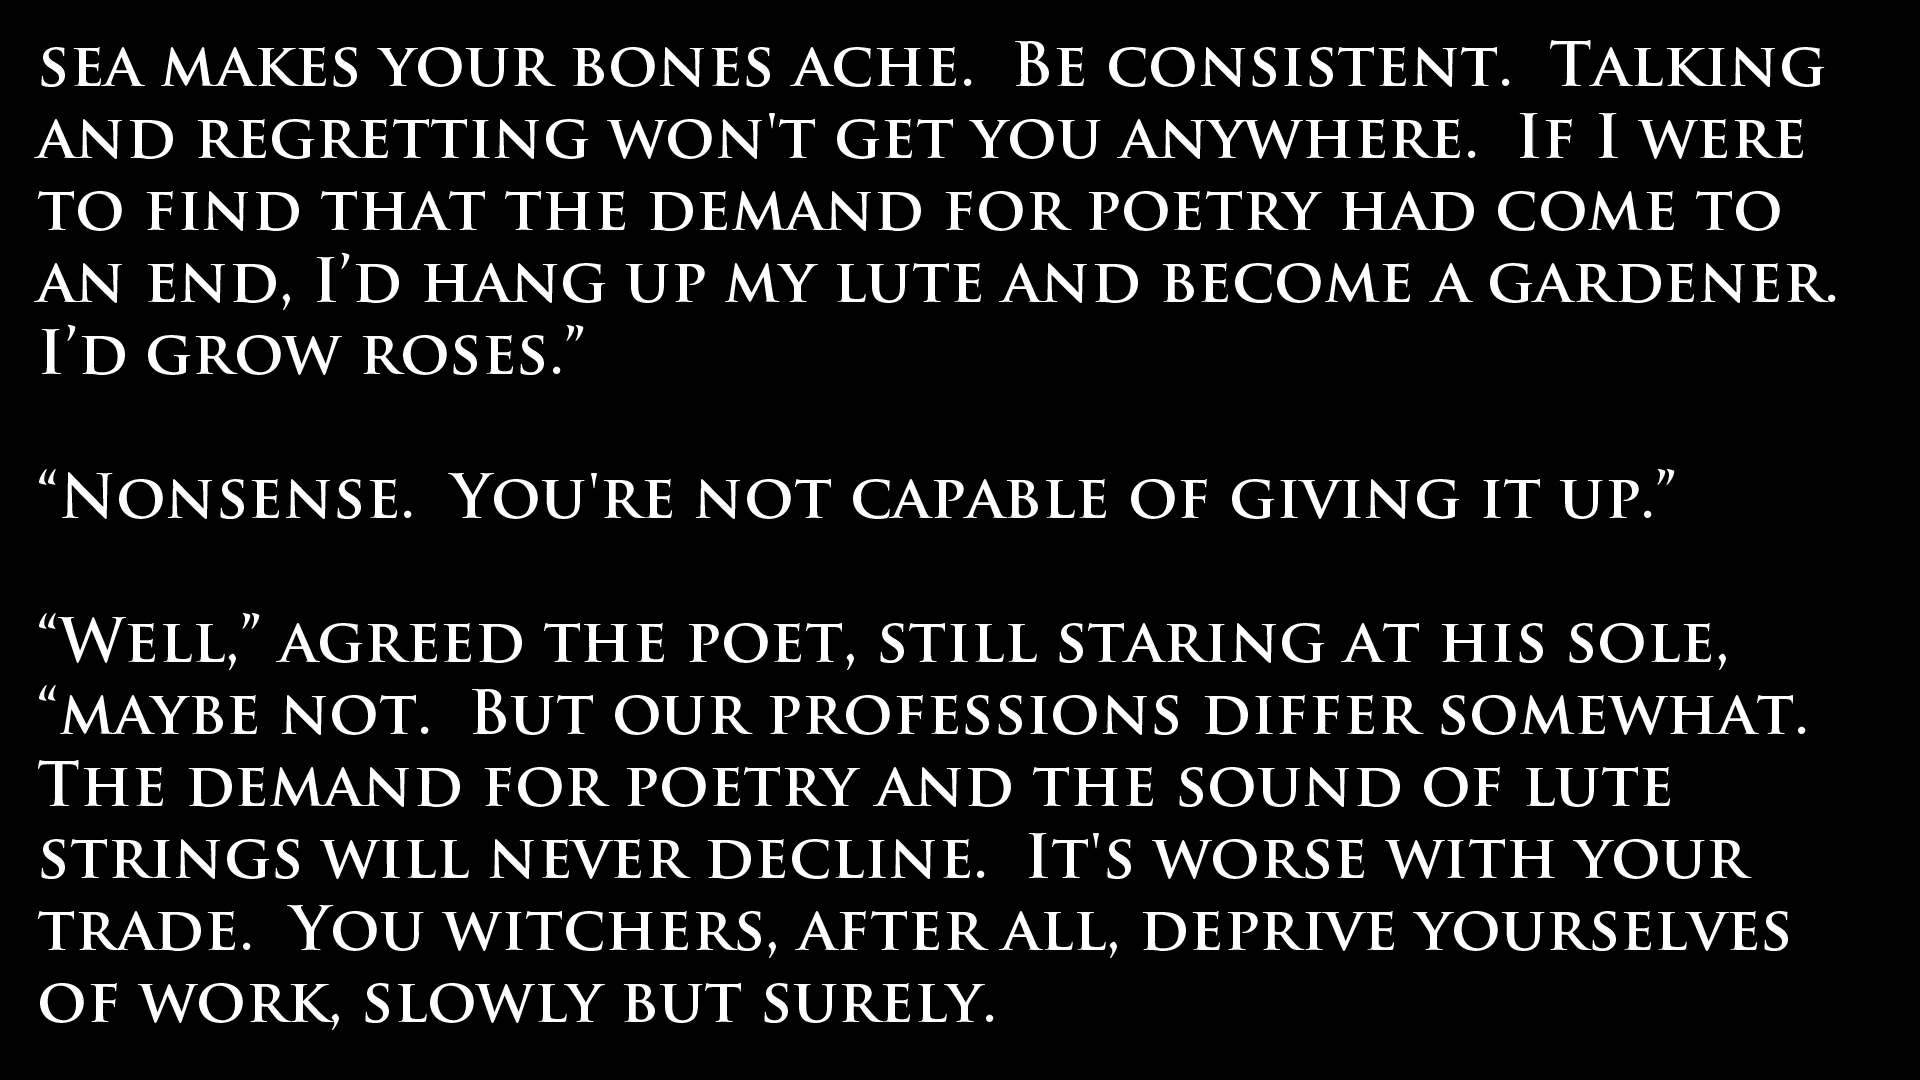 sea makes your bones ache.  Be consistent.  Talking
and regretting won't get you anywhere.  If I were
to find that the demand for poetry had come to
an end, I’d hang up my lute and become a gardener.
I’d grow roses.”
“Nonsense.  You're not capable of giving it up.”
“Well,” agreed the poet, still staring at his sole,
“maybe not.  But our professions differ somewhat.
The demand for poetry and the sound of lute
strings will never decline.  It's worse with your
trade.  You witchers, after all, deprive yourselves
of work, slowly but surely.